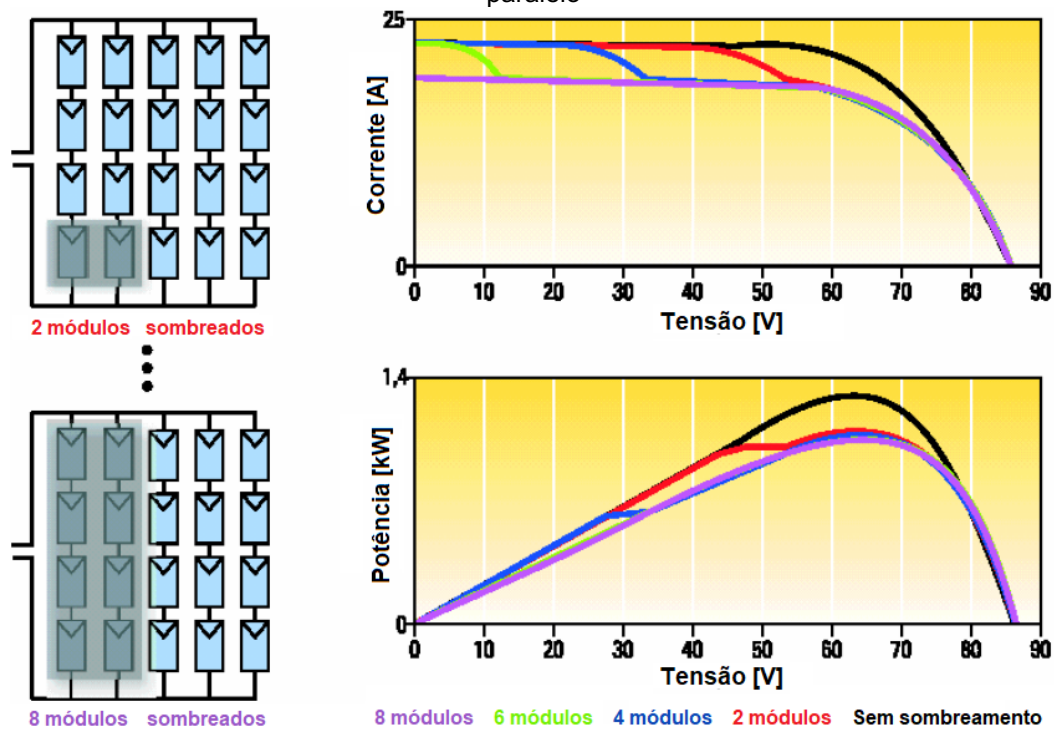 paralelo
25
Corrente [A]
0
0 10 20 30 40 50 60 70 80 90
Tensão [V]
2 módulos sombreados
1,4
Potência [kW]
0
0 10 20 30 40 50 60 70 80 90
Tensão [V]
8 módulos sombreados
8 módulos 6 módulos 4 módulos 2 módulos Sem sombreamento